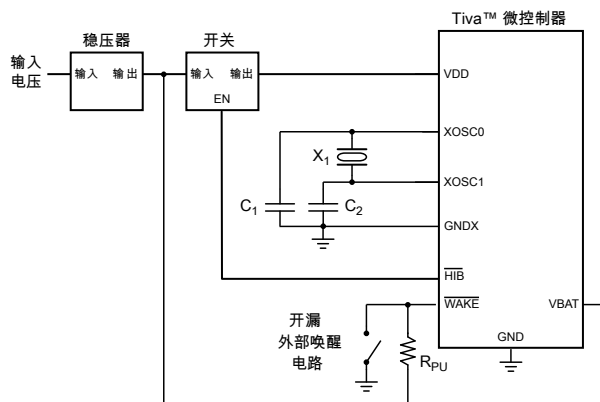 Tiva™ 微控制器
稳压器
开关
输入
电压
输入 输出
输入 输出
EN
VDD
XOSC0
X1
XOSC1
C1
C2
GNDX
HIB
WAKE
VBAT
开漏
外部唤醒
电路
RPU
GND